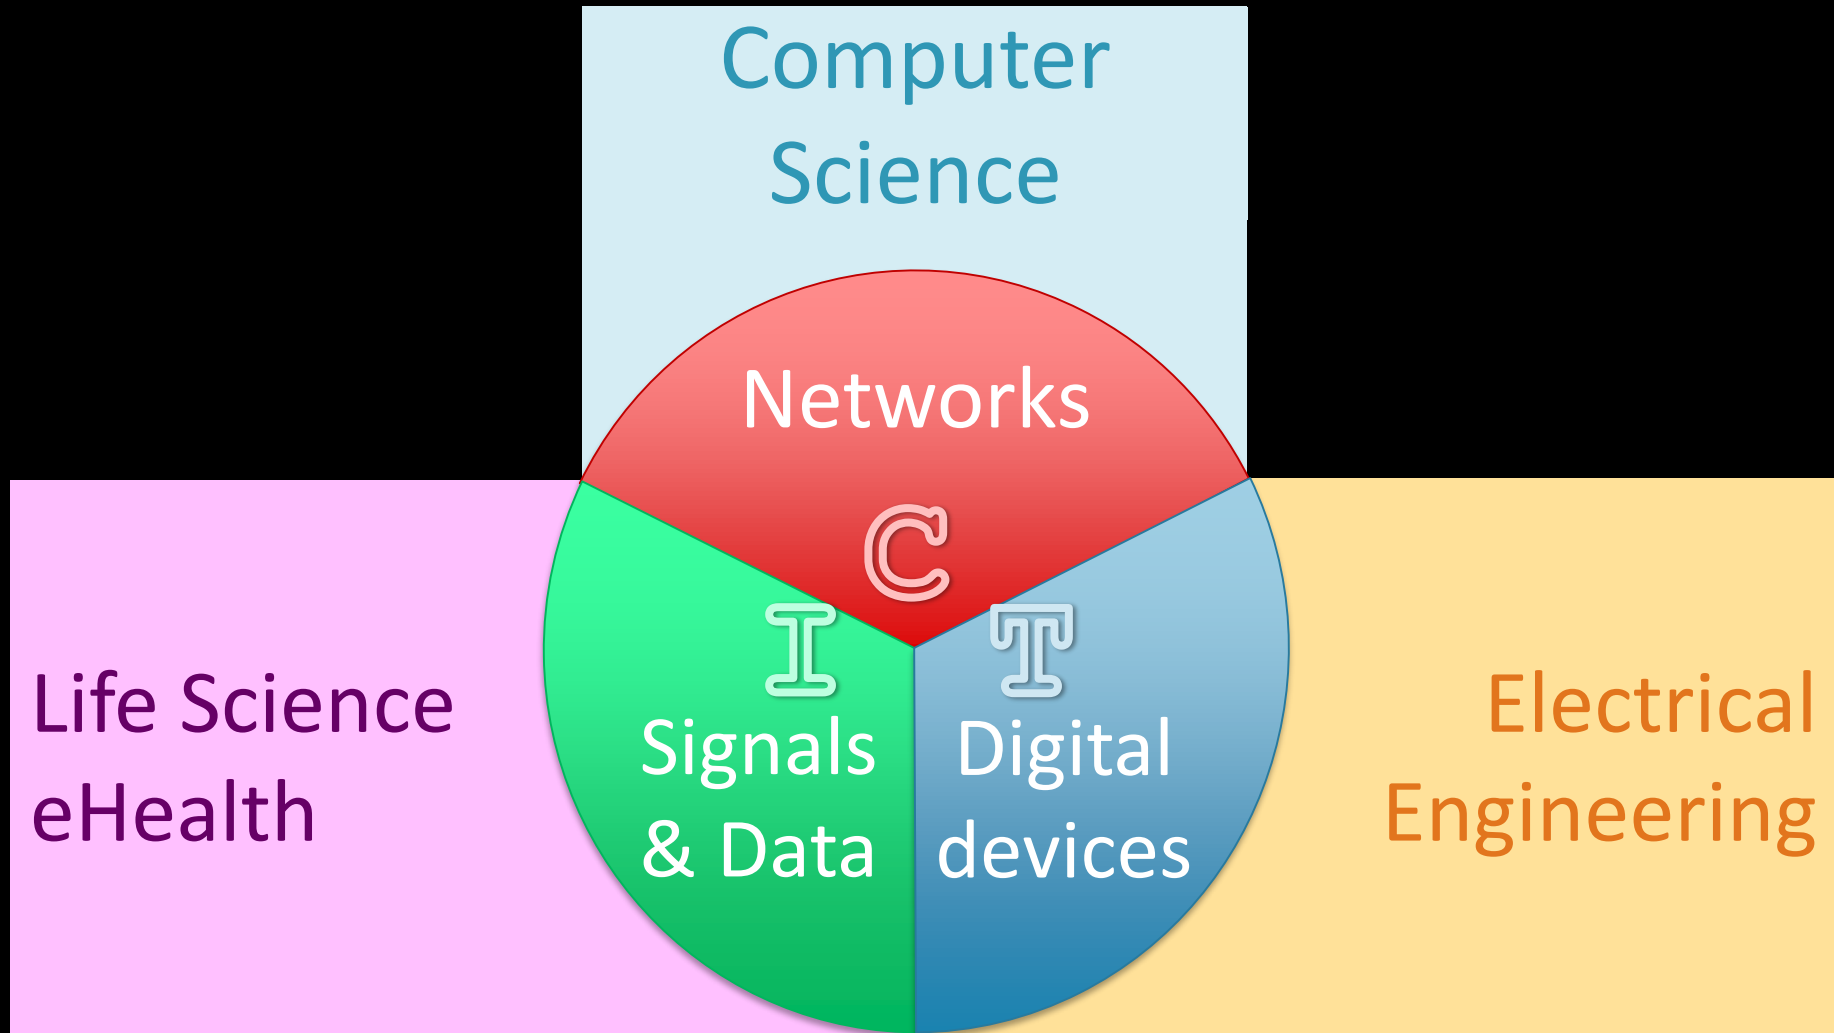 Computer
Science
Networks
C
I
T
Life Science
eHealth
Signals
& Data
Digital
devices
Electrical
Engineering